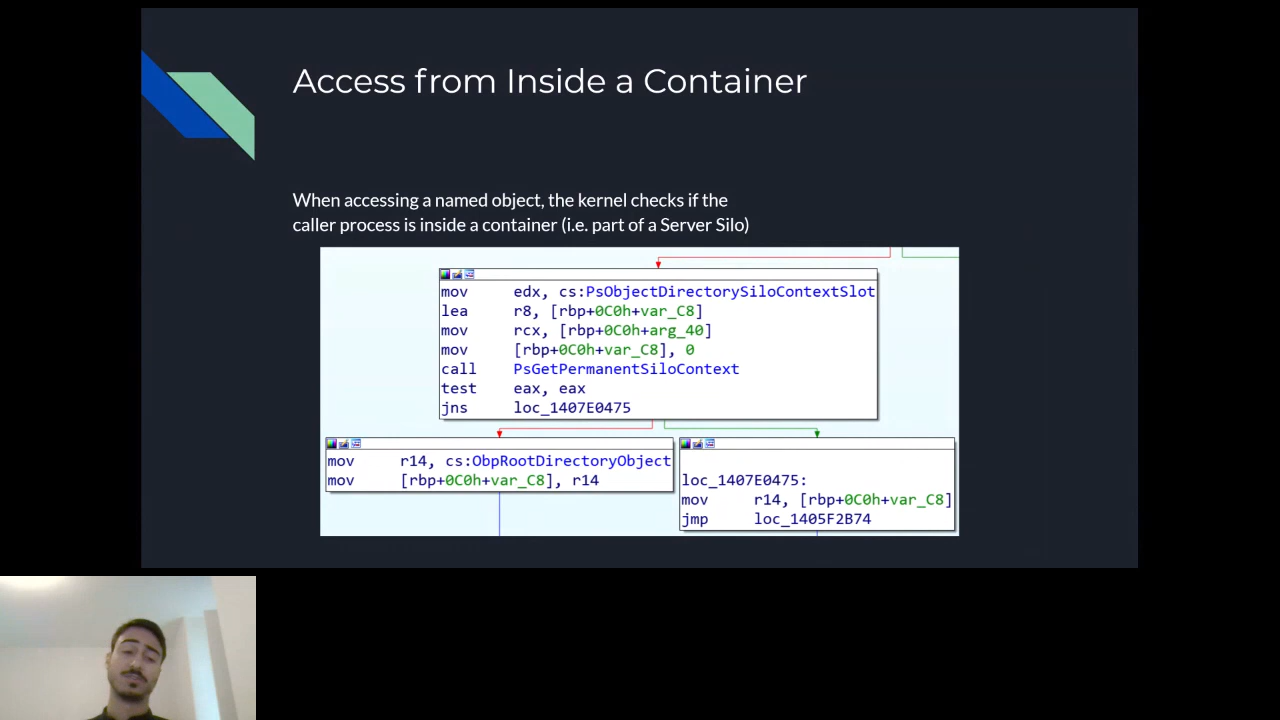 Access from Inside a Container
When accessing a named object, the kernel checks if the
caller process is inside a container (i.e. part of a Server Silo)
mov edx, cs:PsObjectDirectorySiloContextSlot
lea r8, [rbp+0C0h+var_C8]
mov rcx, [rbp+0C0h+arg_40]
mov [rbp+0C0h+var_C8], 0
call PsGetPermanentSiloContext
test eax, eax
jns loc_1407E0475
mov r14, cs:ObpRootDirectoryObject
mov [rbp+0C0h+var_C8], r14
loc_1407E0475:
mov r14, [rbp+0C0h+var_C8]
jmp loc_1405F2B74